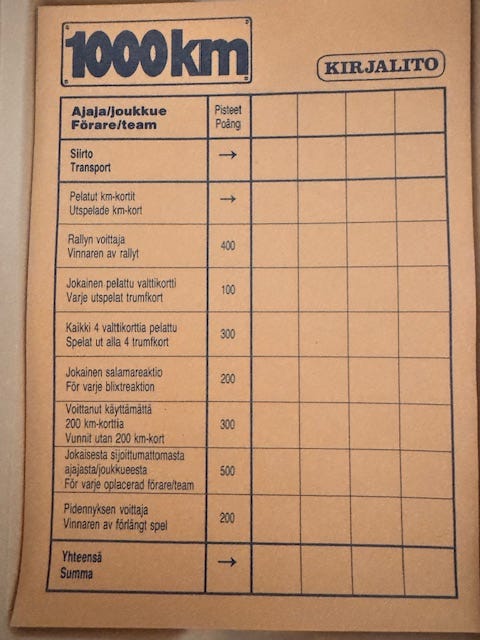 1000km
KIRJALITO
Ajaja/joukkue
Förare/team
Pisteet
Poäng
Siirto
Transport
→
Pelatut km-kortit
Utspelade km-kort
→
Rallyn voittaja
Vinnaren av rallyt
400
Jokainen pelattu valttikortti
Varje utspelat trumfkort
100
Kaikki 4 valttikorttia pelattu
Spelat ut alla 4 trumfkort
300
Jokainen salamareaktio
För varje blixtreaktion
200
Voittanut käyttämättä
200 km-korttia
Vunnit utan 200 km-kort
300
Jokaisesta sijoittumattomasta
ajajasta/joukkueesta
För varje oplacerad förare/team
500
Pidennyksen voittaja
Vinnaren av förlängt spel
200
Yhteensä
Summa
→